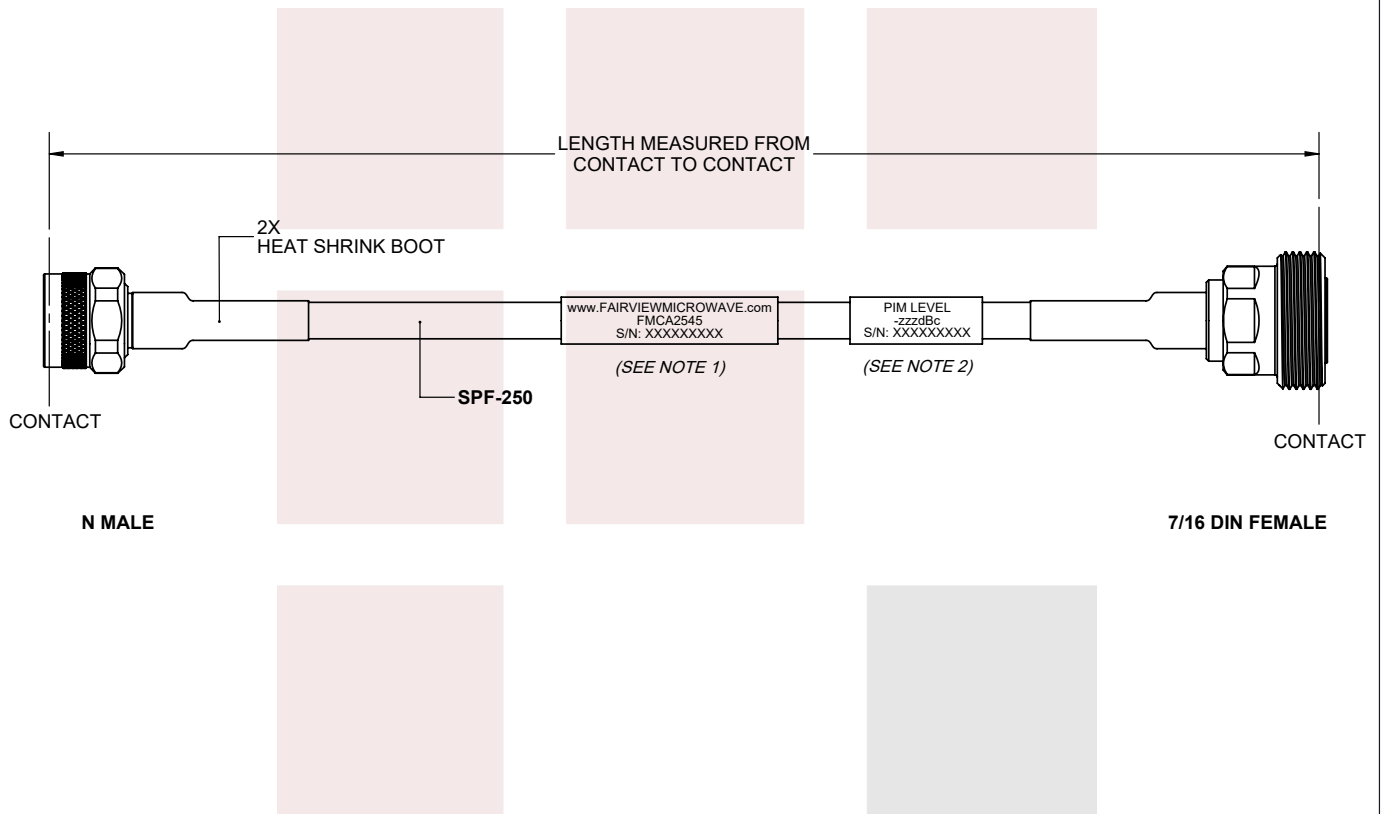 LENGTH MEASURED FROM
CONTACT TO CONTACT
2X
HEAT SHRINK BOOT
www.FAIRVIEWMICROWAVE.com
FMCA2545
S/N: XXXXXXXXX
PIM LEVEL
-zzzdBc
S/N: XXXXXXXXX
(SEE NOTE 1)
(SEE NOTE 2)
SPF-250
CONTACT
CONTACT
N MALE
7/16 DIN FEMALE